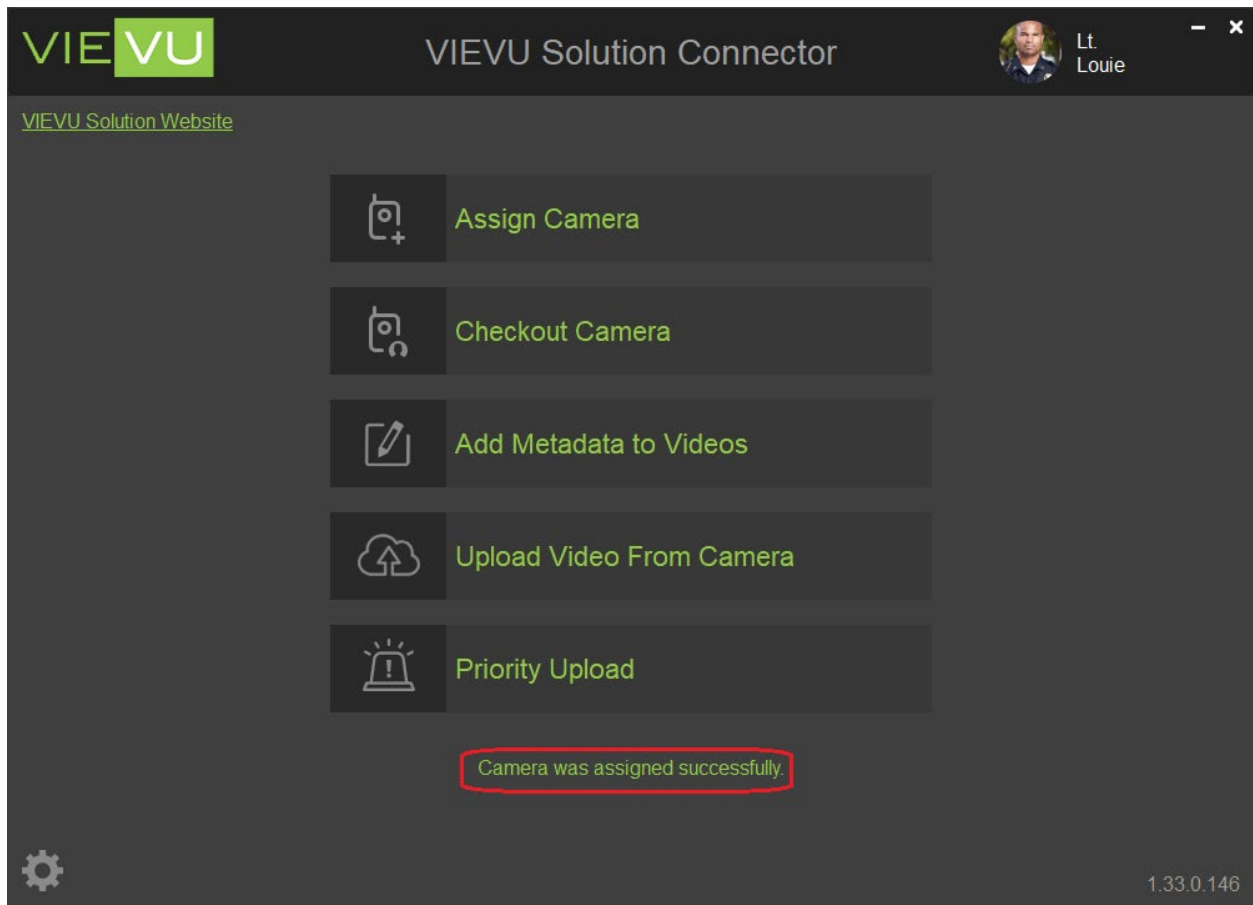 VIEVU
VIEVU Solution Connector
Lt.
Louie
VIEVU Solution Website
Assign Camera
Checkout Camera
Add Metadata to Videos
Upload Video From Camera
Priority Upload
Camera was assigned successfully.
1.33.0.146